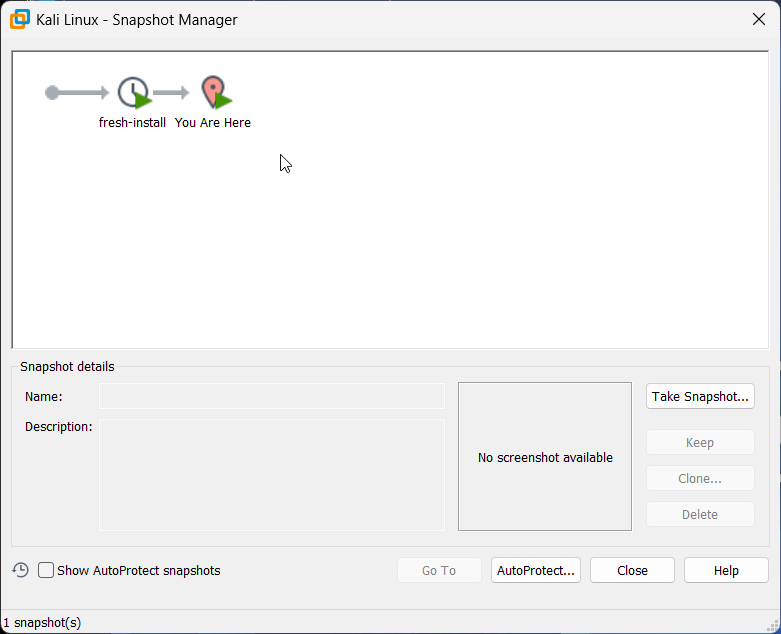 Kali Linux - Snapshot Manager
fresh-install You Are Here
Snapshot details
Name:
Description:
No screenshot available
Take Snapshot...
Keep
Clone...
Delete
Show AutoProtect snapshots
Go To
AutoProtect...
Close
Help
1 snapshot(s)